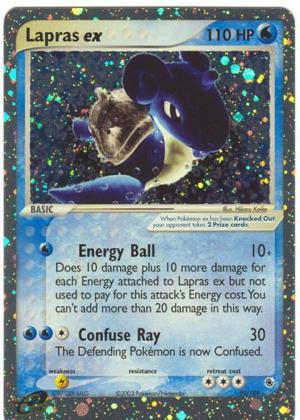 Lapras ex 110 HP
BASIC
Illus. Hikaru Koike
When Pokémon-ex has been Knocked Out
your opponent takes 2 Prize cards.
Energy Ball 10+
Does 10 damage plus 10 more damage for
each Energy attached to Lapras ex but not
used to pay for this attack's Energy cost. You can't
add more than 20 damage in this way.
Confuse Ray 30
The Defending Pokémon is now Confused.
weakness resistance retreat cost
©2003 Pokémon/Nintendo